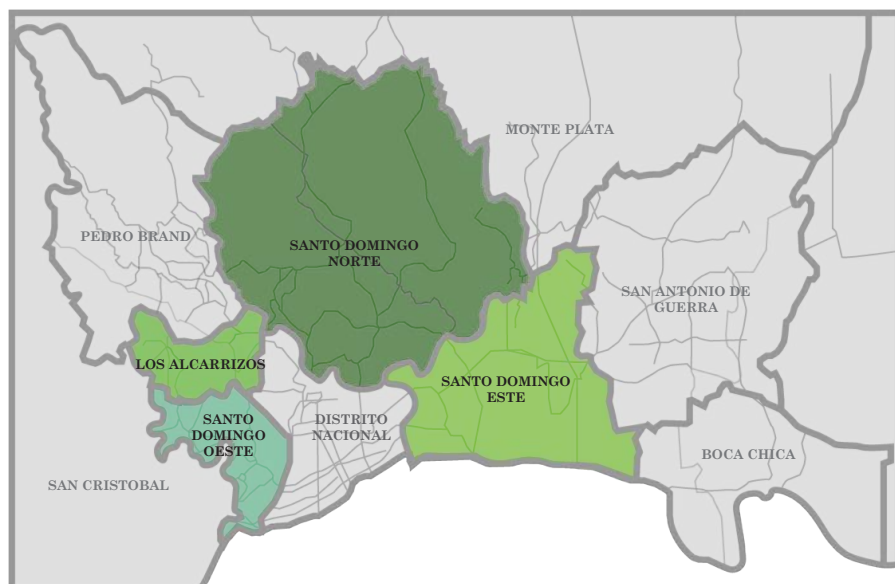 MONTE PLATA
PEDRO BRAND
SANTO DOMINGO
NORTE
SAN ANTONIO DE
GUERRA
LOS ALCARRIZOS
SANTO DOMINGO
ESTE
SANTO
DOMINGO
OESTE
DISTRITO
NACIONAL
BOCA CHICA
SAN CRISTOBAL